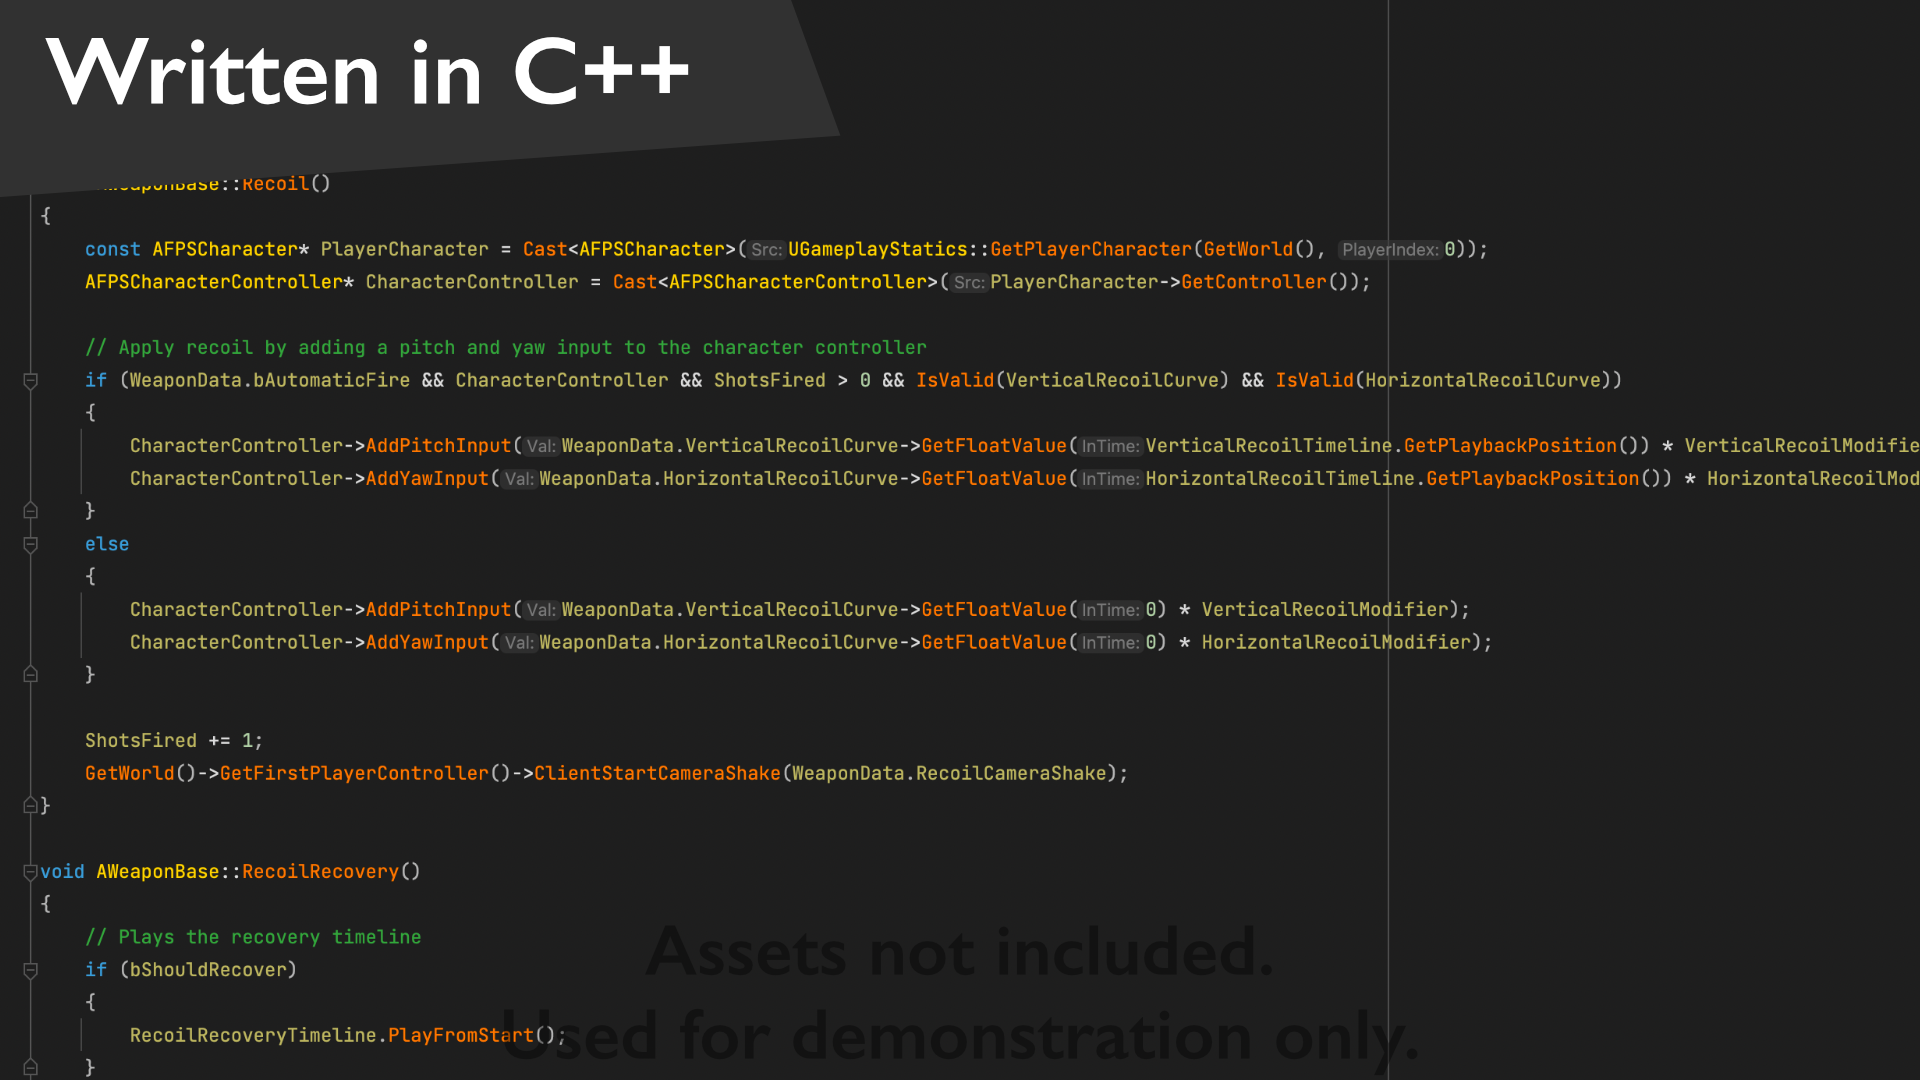 Written in C++
AWeaponBase::Recoil()
{
const AFPSCharacter* PlayerCharacter = Cast<AFPSCharacter>(Src:UGameplayStatics::GetPlayerCharacter(GetWorld(), PlayerIndex:0));
AFPSCharacterController* CharacterController = Cast<AFPSCharacterController>(Src:PlayerCharacter->GetController());
// Apply recoil by adding a pitch and yaw input to the character controller
if (WeaponData.bAutomaticFire && CharacterController && ShotsFired > 0 && IsValid(VerticalRecoilCurve) && IsValid(HorizontalRecoilCurve))
{
CharacterController->AddPitchInput(Val:WeaponData.VerticalRecoilCurve->GetFloatValue(InTime:VerticalRecoilTimeline.GetPlaybackPosition()) * VerticalRecoilModifie
CharacterController->AddYawInput(Val:WeaponData.HorizontalRecoilCurve->GetFloatValue(InTime:HorizontalRecoilTimeline.GetPlaybackPosition()) * HorizontalRecoilMod
}
else
{
CharacterController->AddPitchInput(Val:WeaponData.VerticalRecoilCurve->GetFloatValue(InTime:0) * VerticalRecoilModifier);
CharacterController->AddYawInput(Val:WeaponData.HorizontalRecoilCurve->GetFloatValue(InTime:0) * HorizontalRecoilModifier);
}
ShotsFired += 1;
GetWorld()->GetFirstPlayerController()->ClientStartCameraShake(WeaponData.RecoilCameraShake);
}
void AWeaponBase::RecoilRecovery()
{
// Plays the recovery timeline
if (bShouldRecover)
{
RecoilRecoveryTimeline.PlayFromStart();
}
Assets not included.
Used for demonstration only.